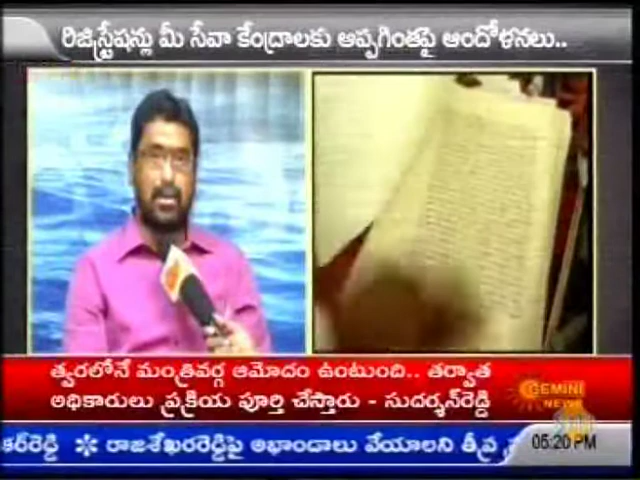 రిజిస్ట్రేషన్లు మీ సేవా కేంద్రాలకు అప్పగింతపై ఆందోళనలు..
త్వరలోనే మంత్రివర్గ ఆమోదం ఉంటుంది.. తర్వాత
అధికారులు ప్రక్రియ పూర్తి చేస్తారు - సుదర్శన్‌రెడ్డి
GEMINI
NEWS
రాజశేఖరరెడ్డిపై అభాండాలు వేయాలని తీవ్ర
05:20 PM